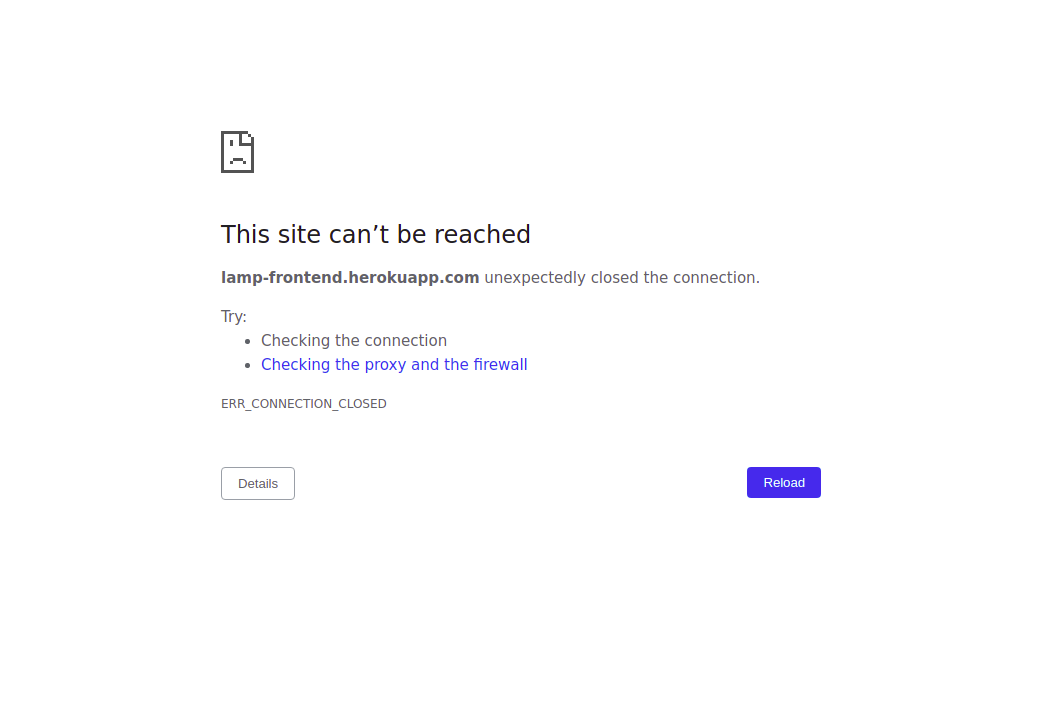 This site can’t be reached
lamp-frontend.herokuapp.com unexpectedly closed the connection.
Try:
Checking the connection
Checking the proxy and the firewall
ERR_CONNECTION_CLOSED
Details
Reload